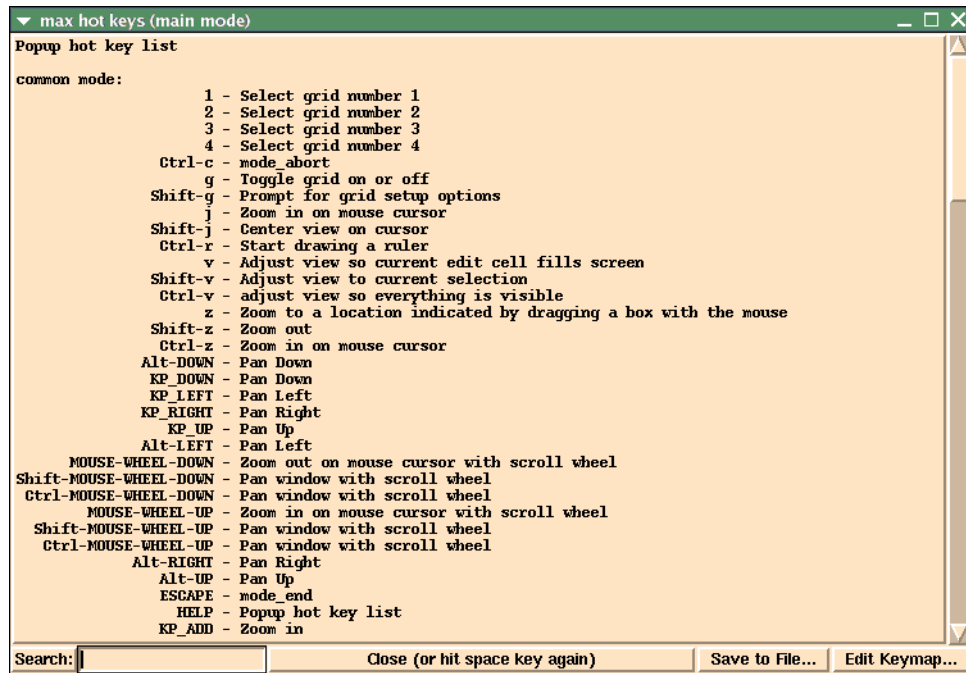 max hot keys (main mode)
Popup hot key list
common mode:
1 - Select grid number 1
2 - Select grid number 2
3 - Select grid number 3
4 - Select grid number 4
Ctrl-c - mode_abort
g - Toggle grid on or off
Shift-g - Prompt for grid setup options
j - Zoom in on mouse cursor
Shift-j - Center view on cursor
Ctrl-r - Start drawing a ruler
v - Adjust view so current edit cell fills screen
Shift-v - Adjust view to current selection
Ctrl-v - adjust view so everything is visible
z - Zoom to a location indicated by dragging a box with the mouse
Shift-z - Zoom out
Ctrl-z - Zoom in on mouse cursor
Alt-DOWN - Pan Down
KP_DOWN - Pan Down
KP_LEFT - Pan Left
KP_RIGHT - Pan Right
KP_UP - Pan Up
Alt-LEFT - Pan Left
MOUSE-WHEEL-DOWN - Zoom out on mouse cursor with scroll wheel
Shift-MOUSE-WHEEL-DOWN - Pan window with scroll wheel
Ctrl-MOUSE-WHEEL-DOWN - Pan window with scroll wheel
MOUSE-WHEEL-UP - Zoom in on mouse cursor with scroll wheel
Shift-MOUSE-WHEEL-UP - Pan window with scroll wheel
Ctrl-MOUSE-WHEEL-UP - Pan window with scroll wheel
Alt-RIGHT - Pan Right
Alt-UP - Pan Up
ESCAPE - mode_end
HELP - Popup hot key list
KP_ADD - Zoom in
Search: Close (or hit space key again) Save to File... Edit Keymap...